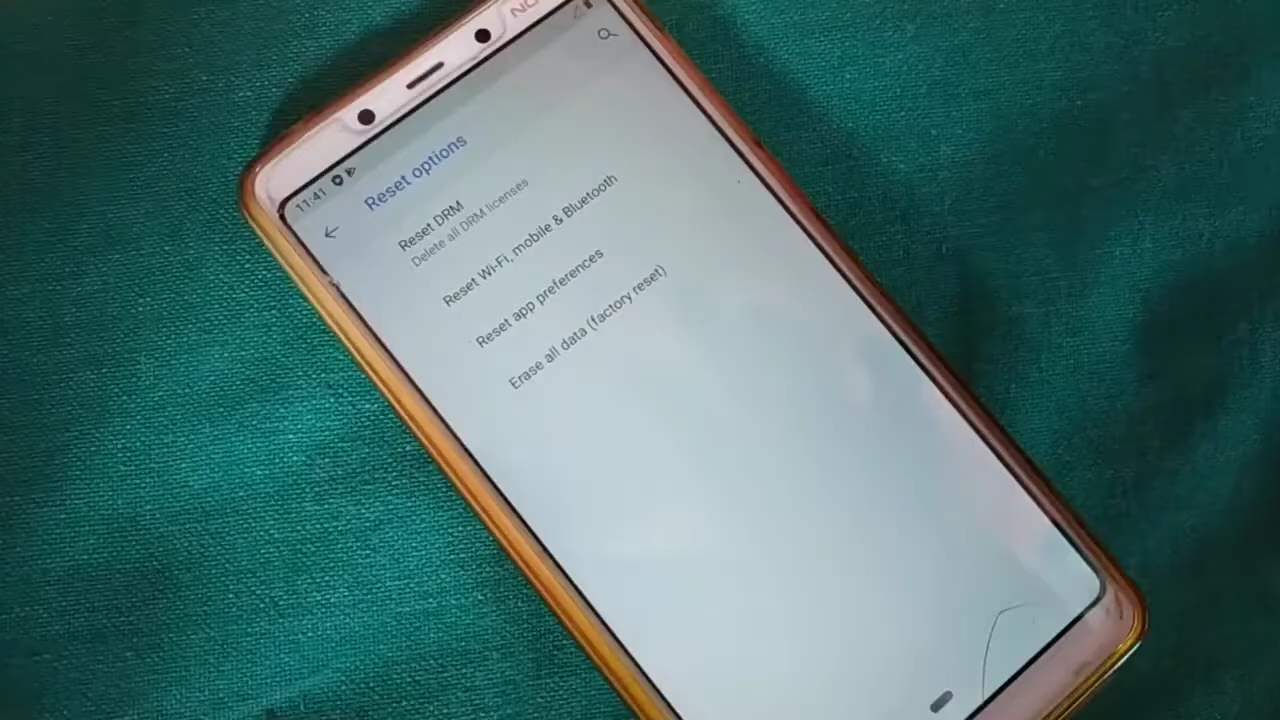 11:41
Reset options
Reset DRM
Delete all DRM licenses
Reset Wi-Fi, mobile & Bluetooth
Reset app preferences
Erase all data (factory reset)